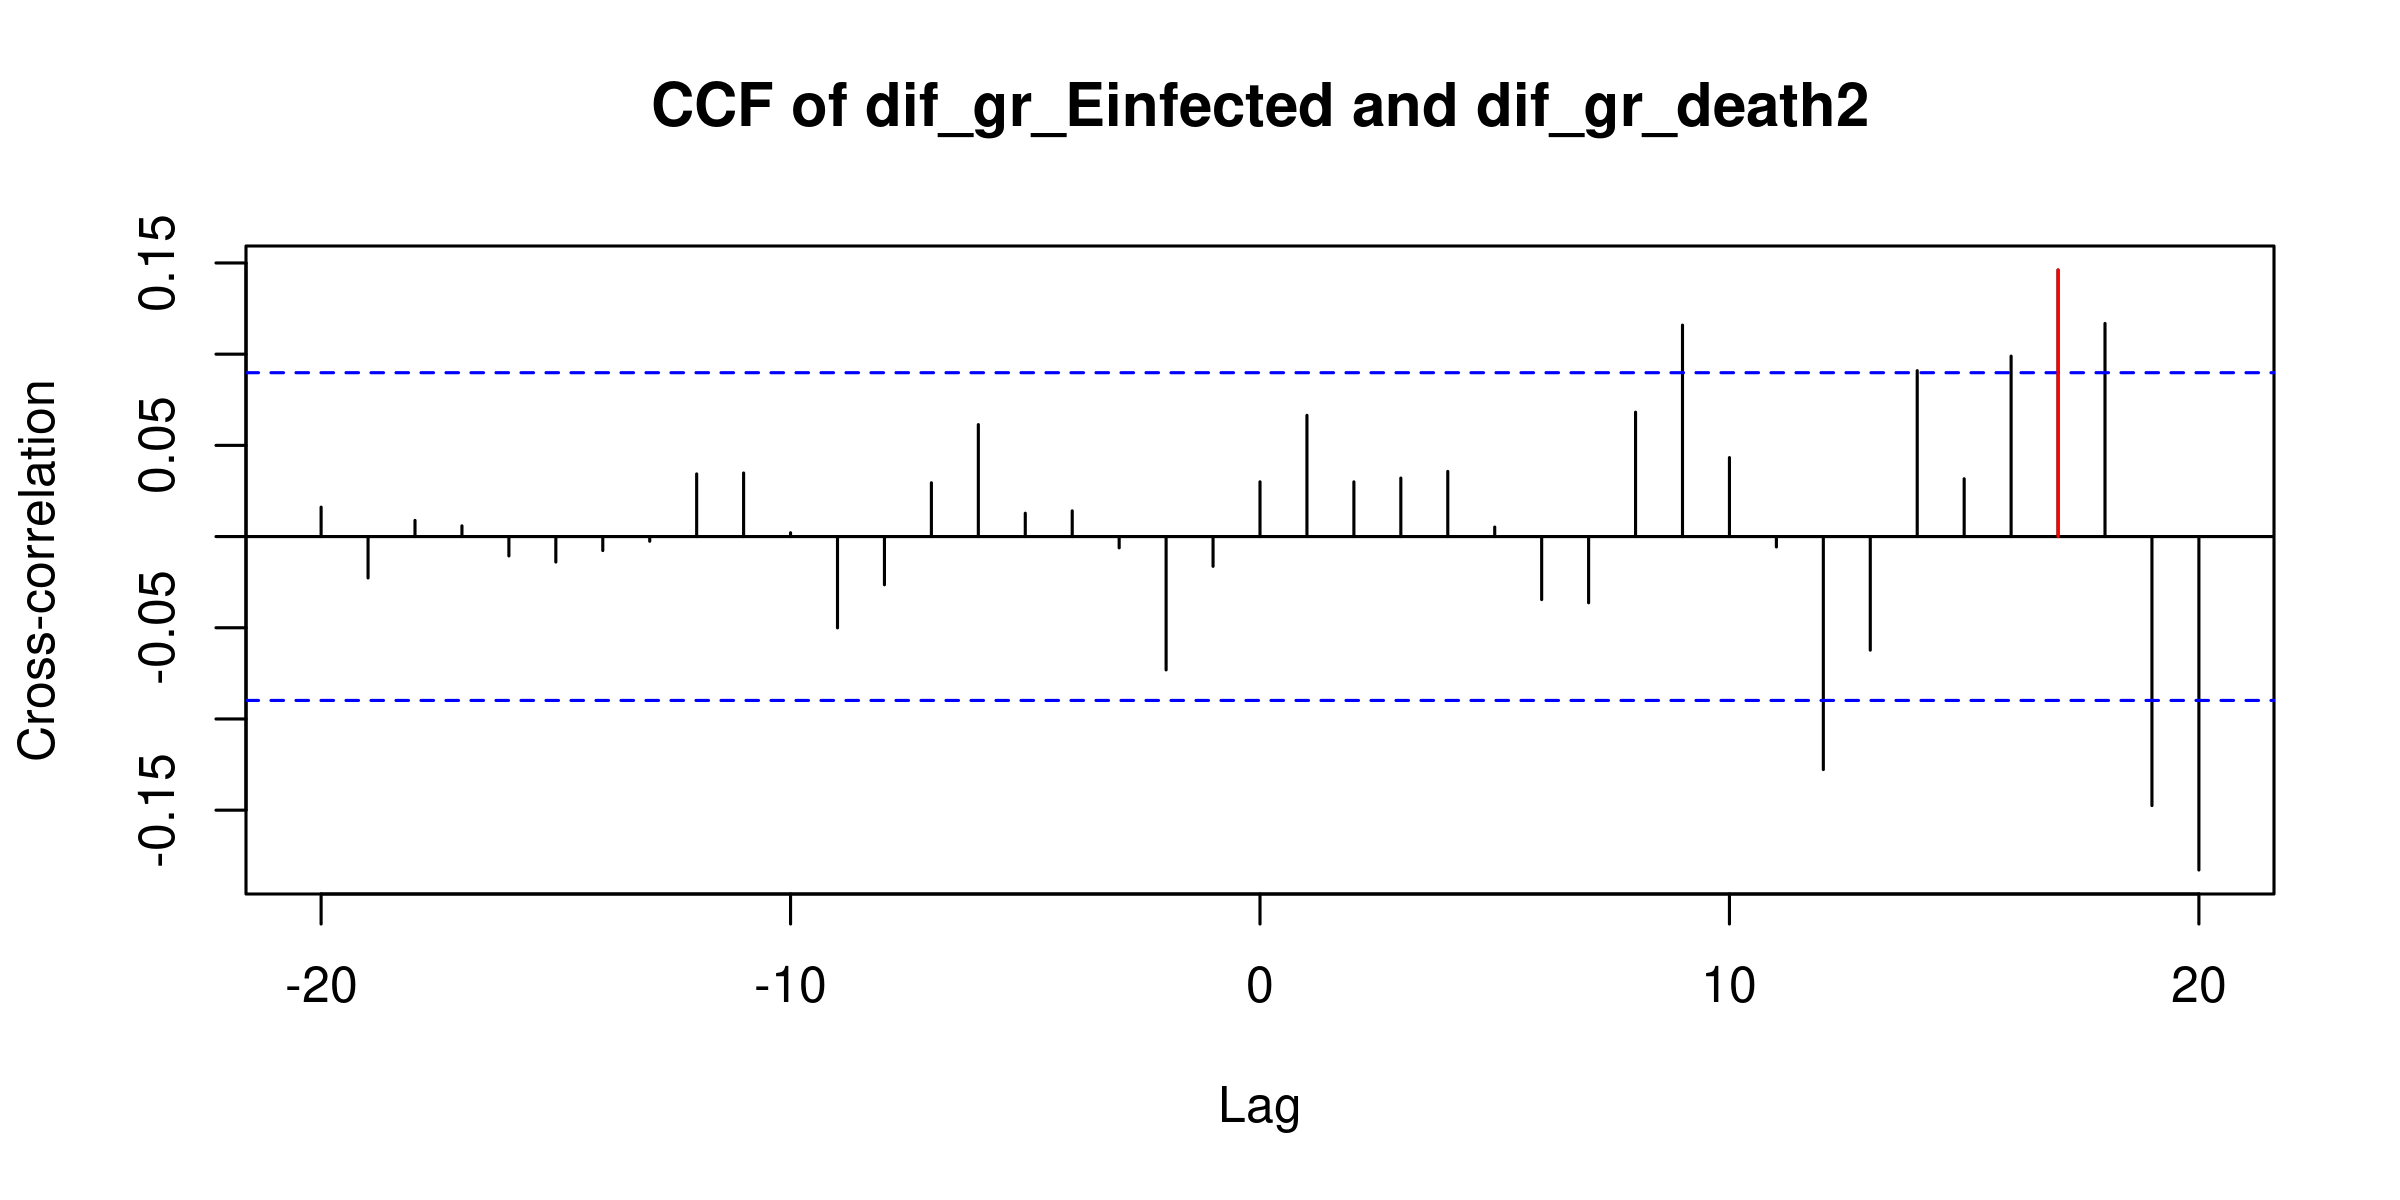 CCF of dif_gr_Einfected and dif_gr_death2
Cross-correlation
0.15
0.05
-0.05
-0.15
-20 -10 0 10 20
Lag